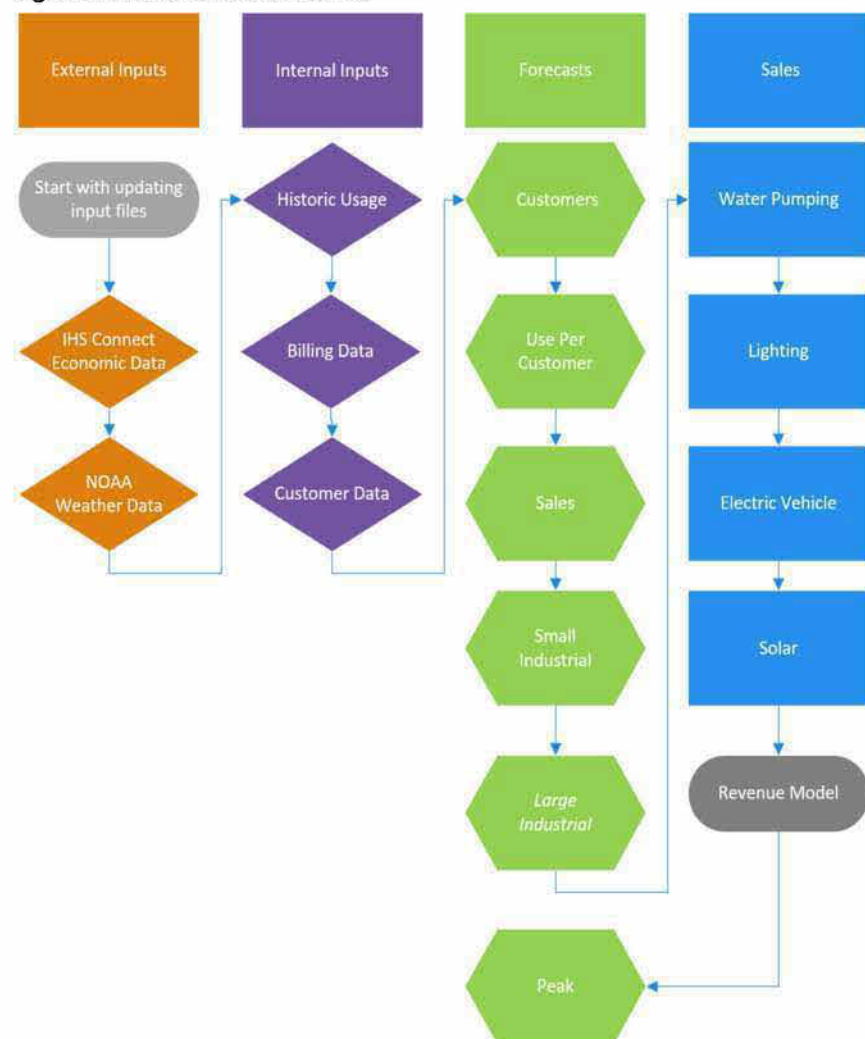 External Inputs
Internal Inputs
Forecasts
Sales
Start with updating
input files
IHS Connect
Economic Data
NOAA
Weather Data
Historic Usage
Billing Data
Customer Data
Customers
Use Per
Customer
Sales
Small
Industrial
Large
Industrial
Water Pumping
Lighting
Electric Vehicle
Solar
Revenue Model
Peak